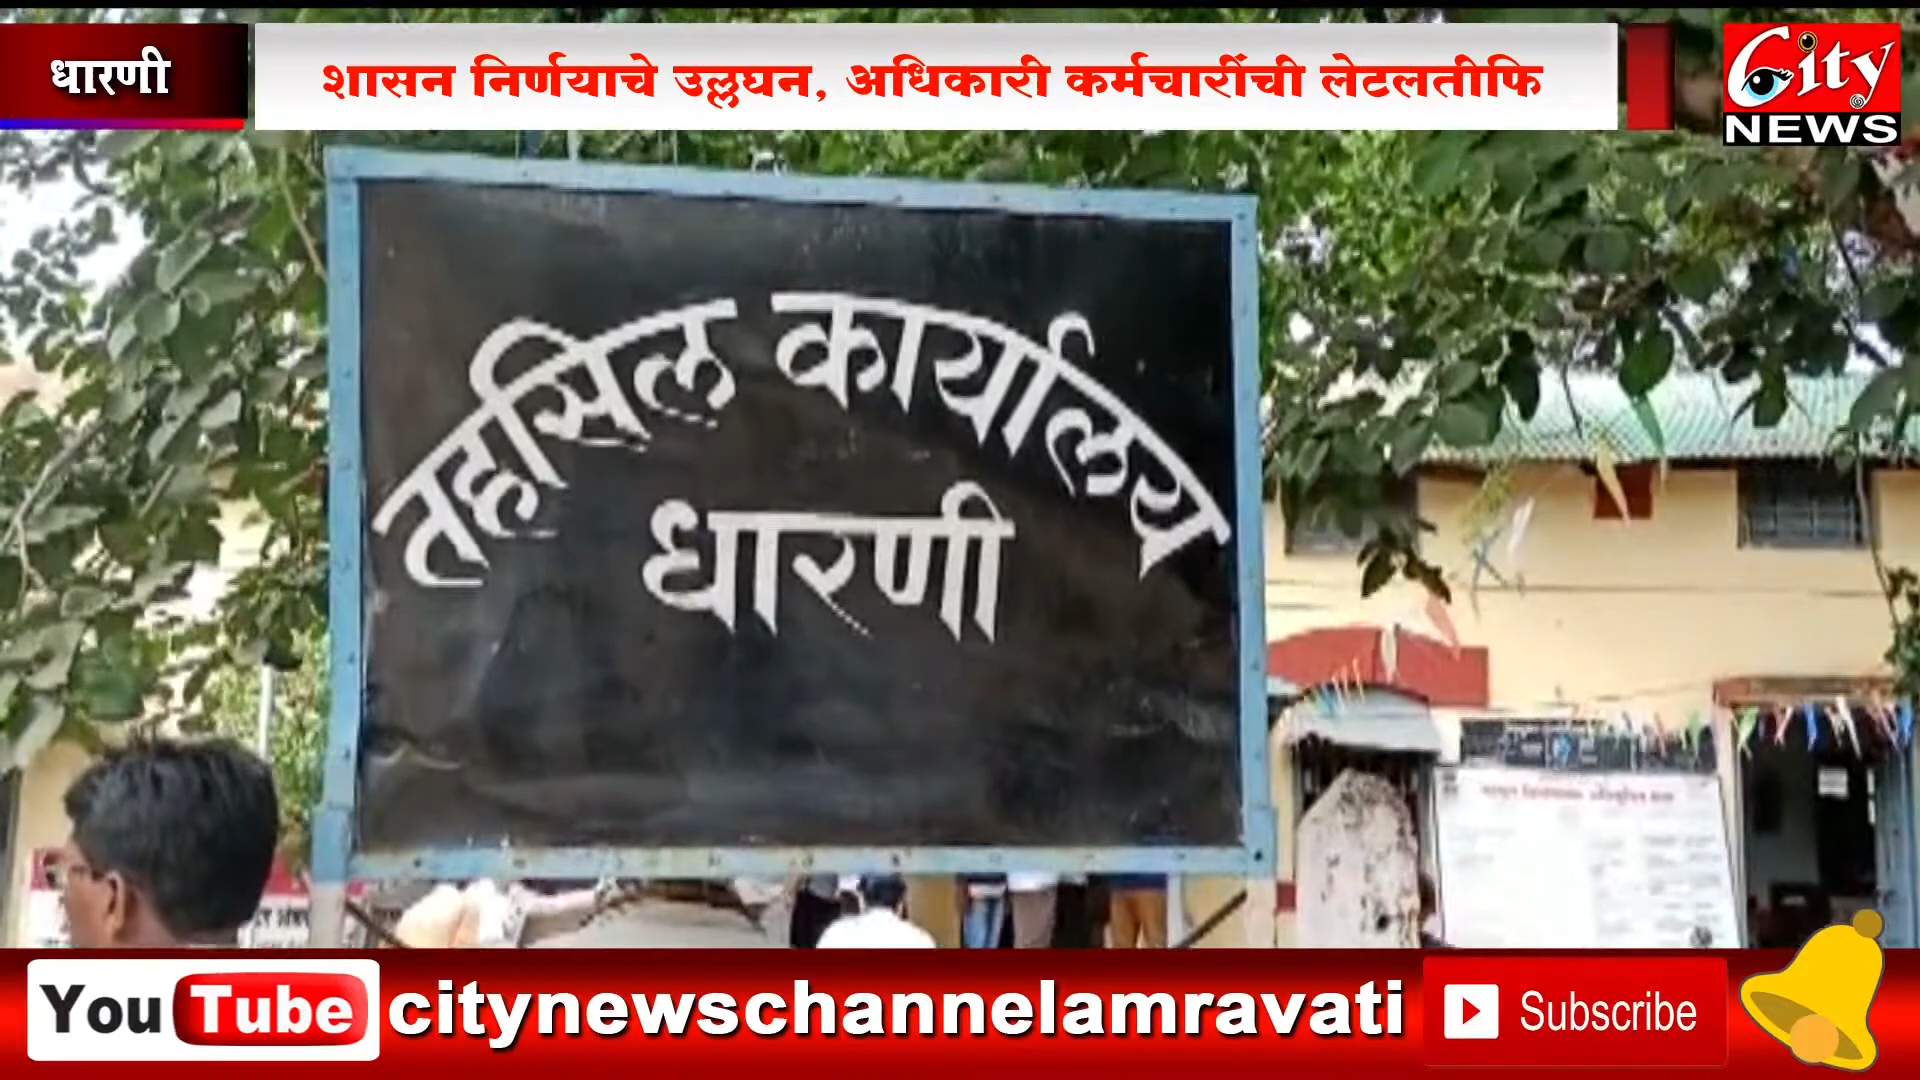 धारणी
शासन निर्णयाचे उल्लघन, अधिकारी कर्मचारींची लेटलतीफि
City
NEWS
तहसिल कार्यालय
धारणी
YouTube citynewschannelamravati Subscribe